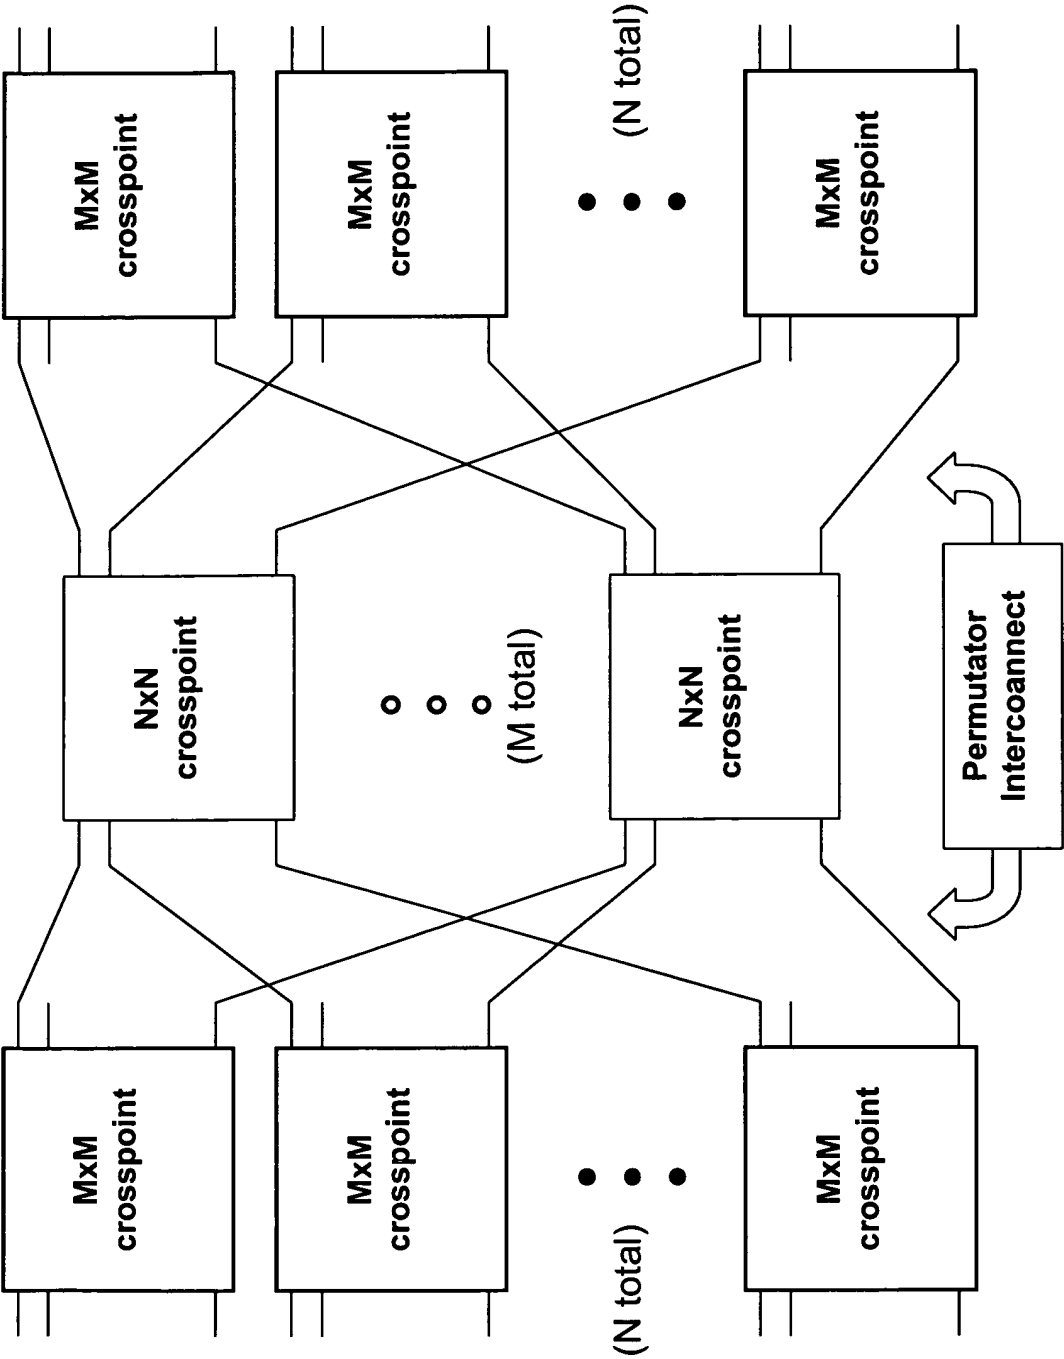 MxM
crosspoint
MxM
crosspoint
(N total)
MxM
crosspoint
NxN
crosspoint
(M total)
NxN
crosspoint
Permutator
Intercoannect
MxM
crosspoint
MxM
crosspoint
(N total)
MxM
crosspoint